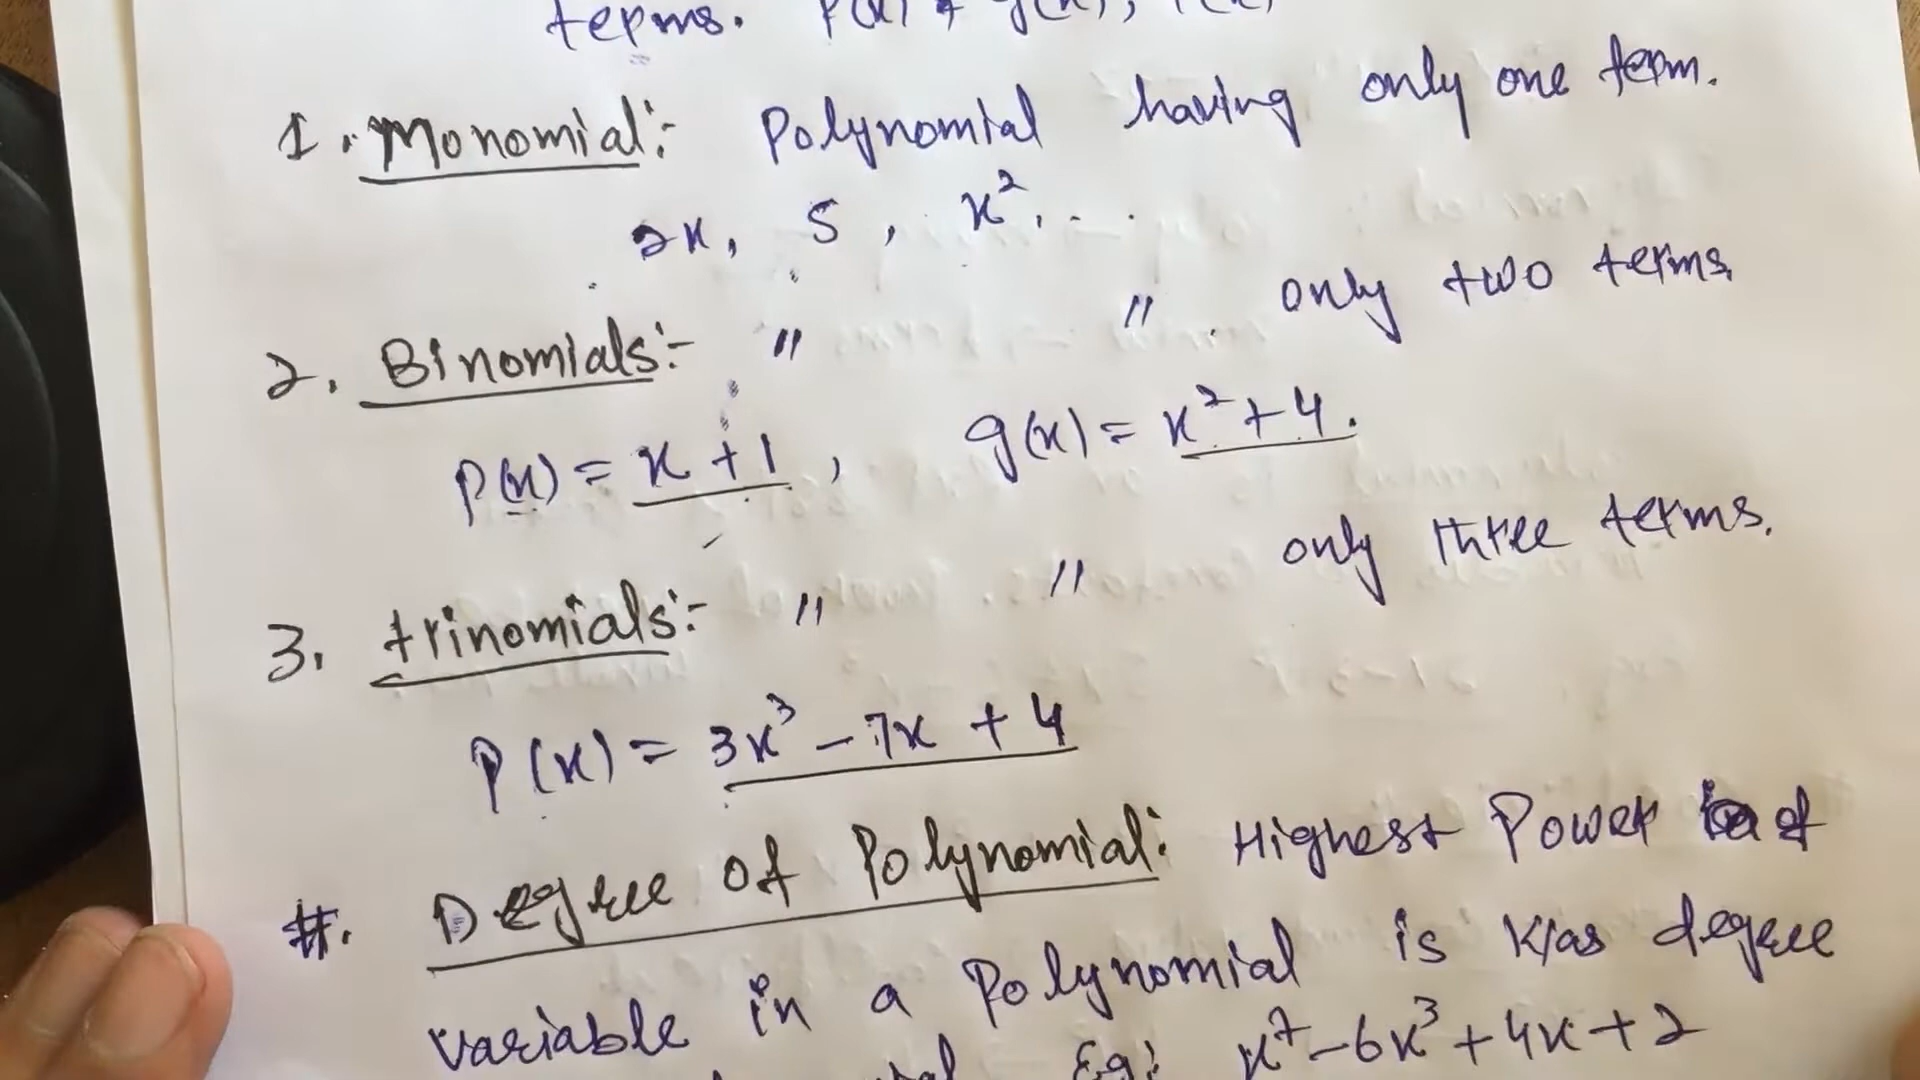 terms. P(x), g(x), r(x)
1. Monomial:- Polynomial having only one term.
2x, 5, x², ...
2. Binomials:- " " only two terms.
P(x) = x + 1, g(x) = x² + 4.
3. trinomials:- " " only three terms.
P(x) = 3x³ - 7x + 4
#. Degree of Polynomial: Highest Power of
variable in a Polynomial is K/as degree
Eg: x⁷ - 6x³ + 4x + 2